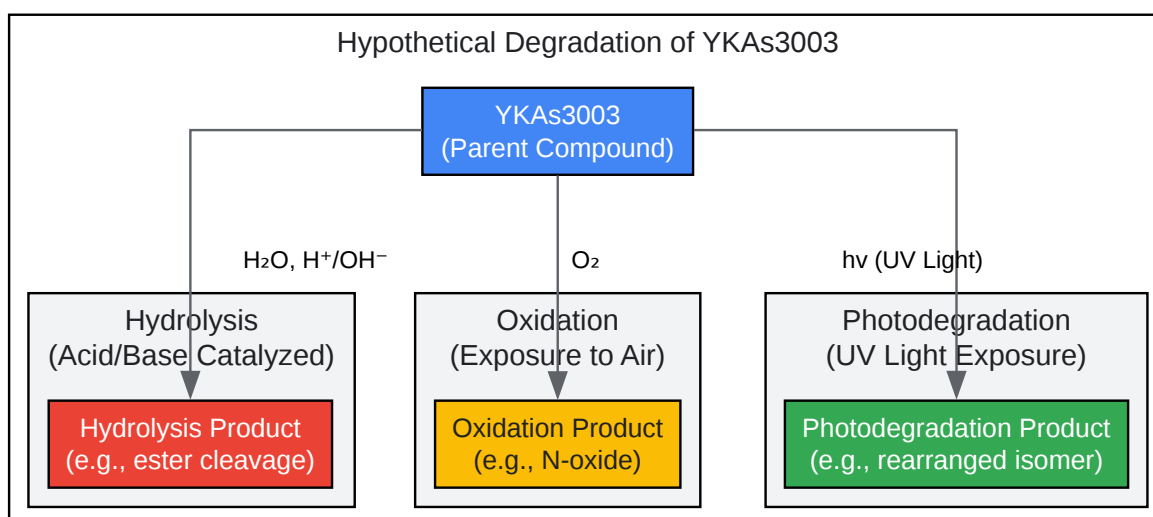 Hypothetical Degradation of YKAs3003
YKAs3003
(Parent Compound)
H₂O, H⁺/OH⁻
O₂
hv (UV Light)
Hydrolysis
(Acid/Base Catalyzed)
Hydrolysis Product
(e.g., ester cleavage)
Oxidation
(Exposure to Air)
Oxidation Product
(e.g., N-oxide)
Photodegradation
(UV Light Exposure)
Photodegradation Product
(e.g., rearranged isomer)